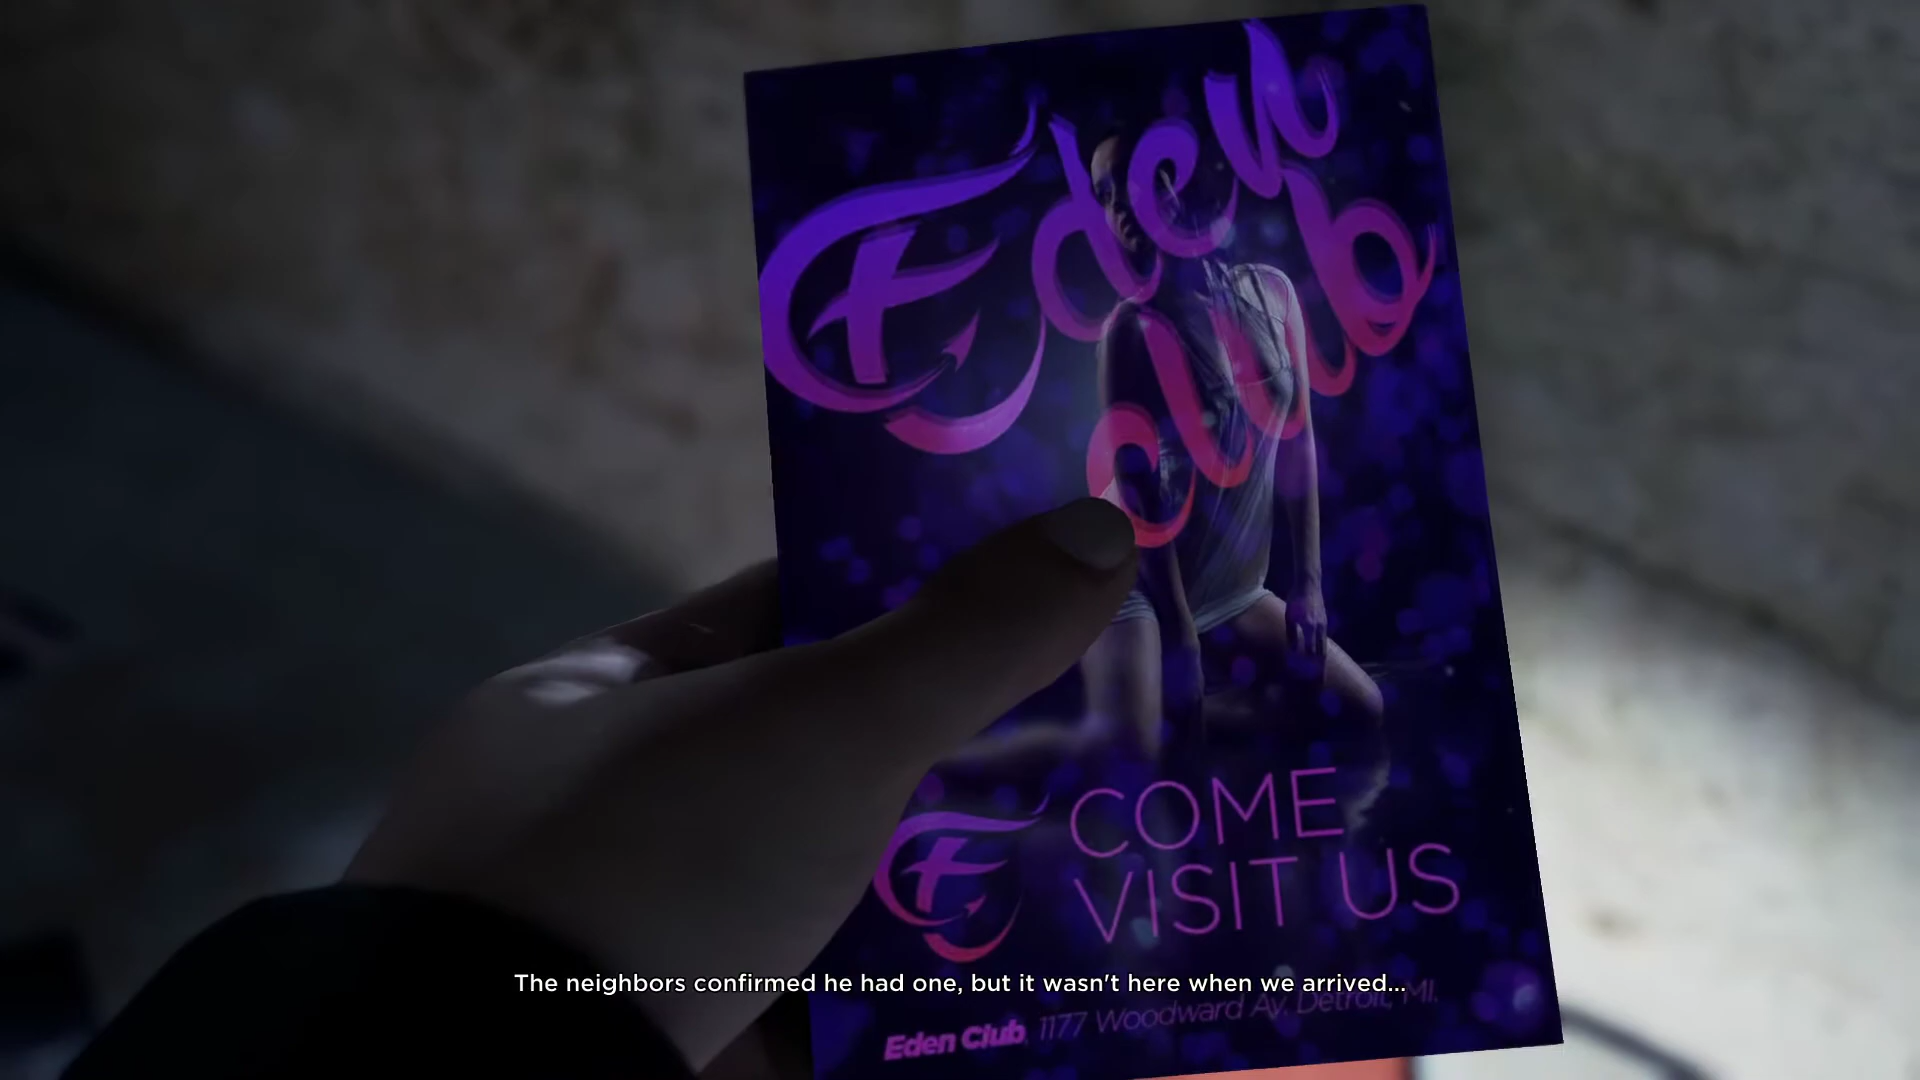 Eden
club
COME
VISIT US
The neighbors confirmed he had one, but it wasn't here when we arrived...
Eden Club, 1177 Woodward Av. Detroit, MI.